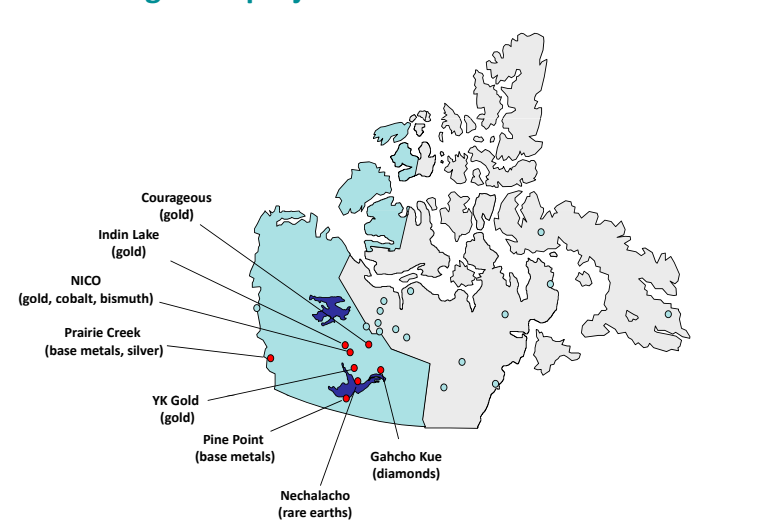 Courageous
(gold)
Indin Lake
(gold)
NICO
(gold, cobalt, bismuth)
Prairie Creek
(base metals, silver)
YK Gold
(gold)
Pine Point
(base metals)
Gahcho Kue
(diamonds)
Nechalacho
(rare earths)